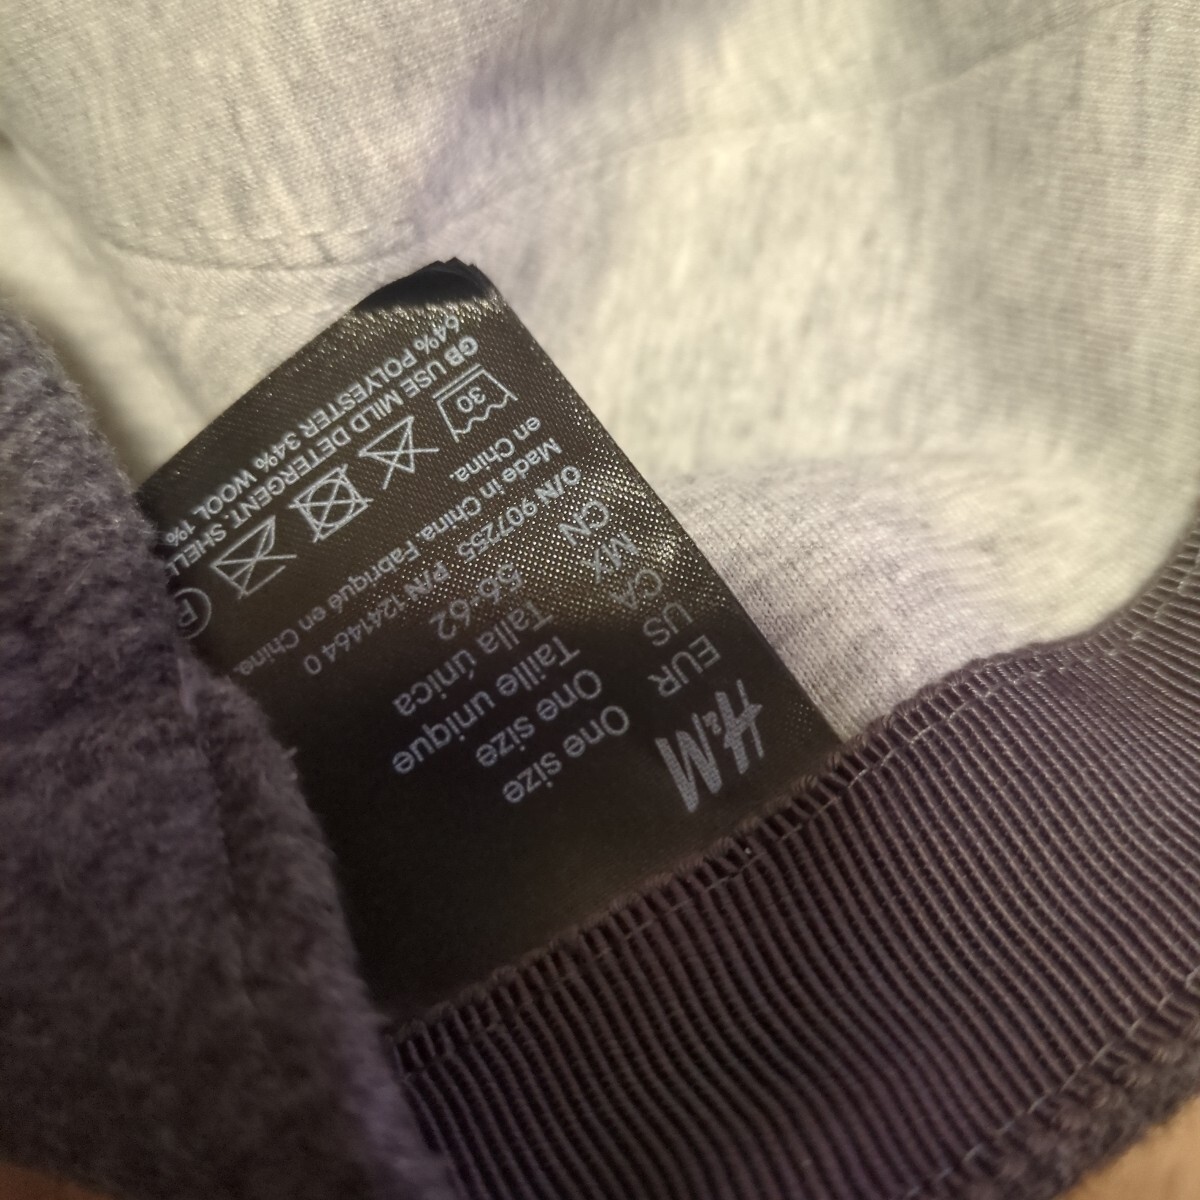 H&M
EUR One size
US One size
CA Taille unique
MX Talla única
CN 56-62
O/N 907255 P/N 1241464 0
Made in China. Fabriqué en Chine.
en China.
30
P
GB USE MILD DETERGENT. SHELL:
64% POLYESTER 34% WOOL 1%